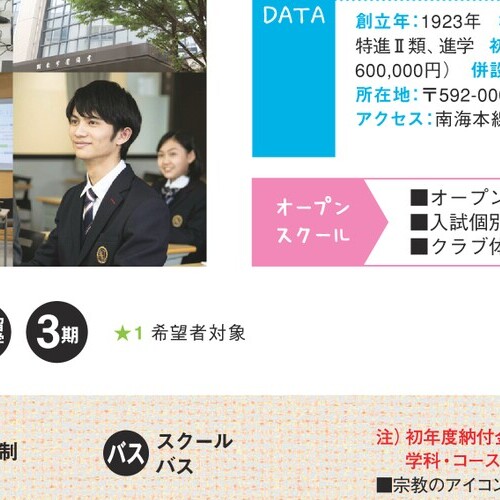 DATA
創立年：1923年
特進Ⅱ類、進学 初
600,000円） 併設
所在地：〒592-000
アクセス：南海本線
オープン
スクール
■オープン
■入試個別
■クラブ体
3期
★1 希望者対象
制
バス
スクール
バス
注）初年度納付金
学科・コース
■宗教のアイコン